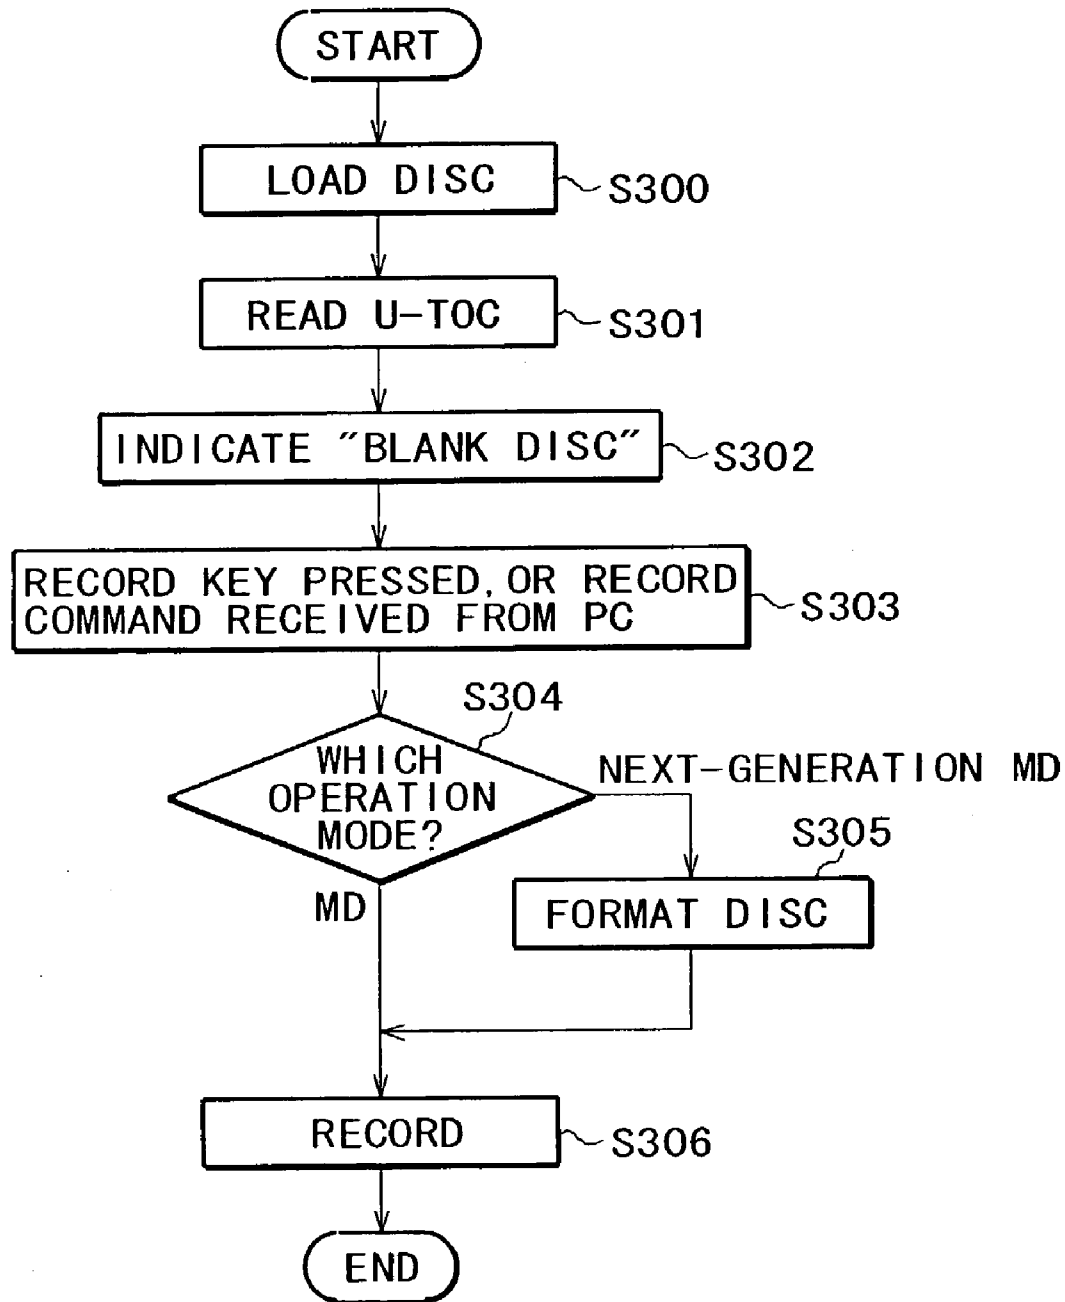 START
LOAD DISC
S300
READ U-TOC
S301
INDICATE "BLANK DISC"
S302
RECORD KEY PRESSED, OR RECORD
COMMAND RECEIVED FROM PC
S303
S304
WHICH
OPERATION
MODE?
NEXT-GENERATION MD
S305
MD
FORMAT DISC
RECORD
S306
END